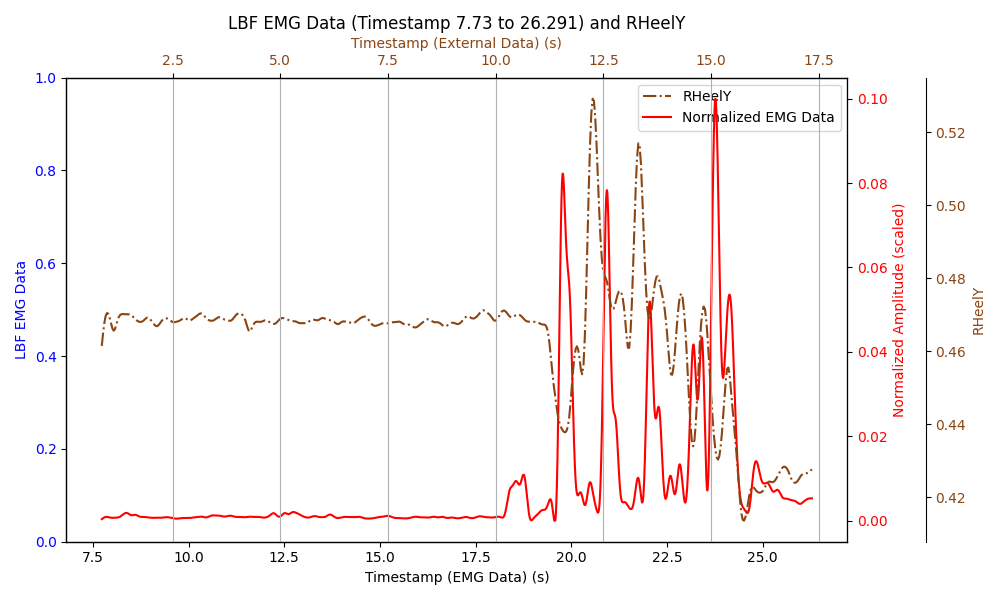 LBF EMG Data (Timestamp 7.73 to 26.291) and RHeelY
Timestamp (External Data) (s)
2.5 5.0 7.5 10.0 12.5 15.0 17.5
RHeelY
Normalized EMG Data
1.0
0.8
0.6
0.4
0.2
0.0
LBF EMG Data
0.10
0.08
0.06
0.04
0.02
0.00
Normalized Amplitude (scaled)
0.52
0.50
0.48
0.46
0.44
0.42
RHeelY
7.5 10.0 12.5 15.0 17.5 20.0 22.5 25.0
Timestamp (EMG Data) (s)